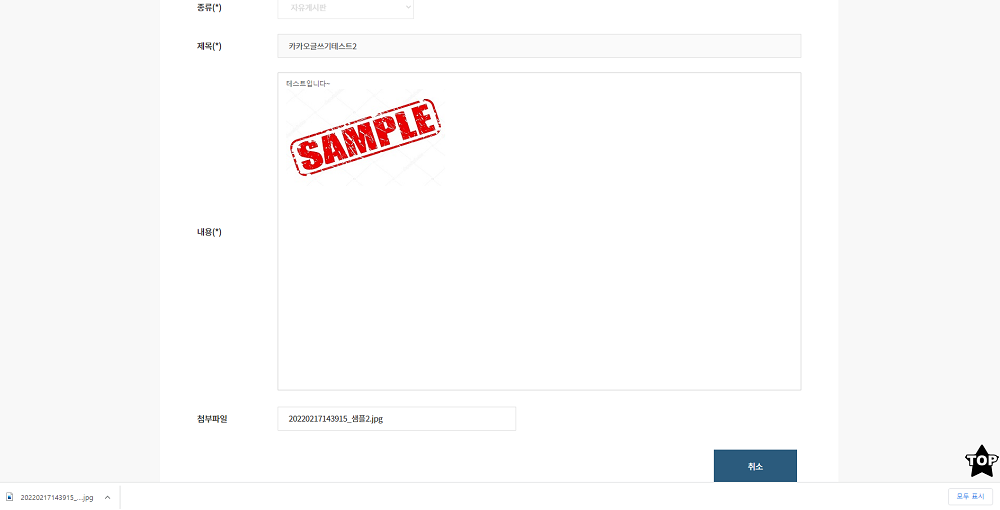 종류(*)
자유게시판
제목(*)
카카오글쓰기테스트2
테스트입니다~
SAMPLE
내용(*)
첨부파일
20220217143915_샘플2.jpg
취소
TOP
20220217143915_....jpg
모두 표시